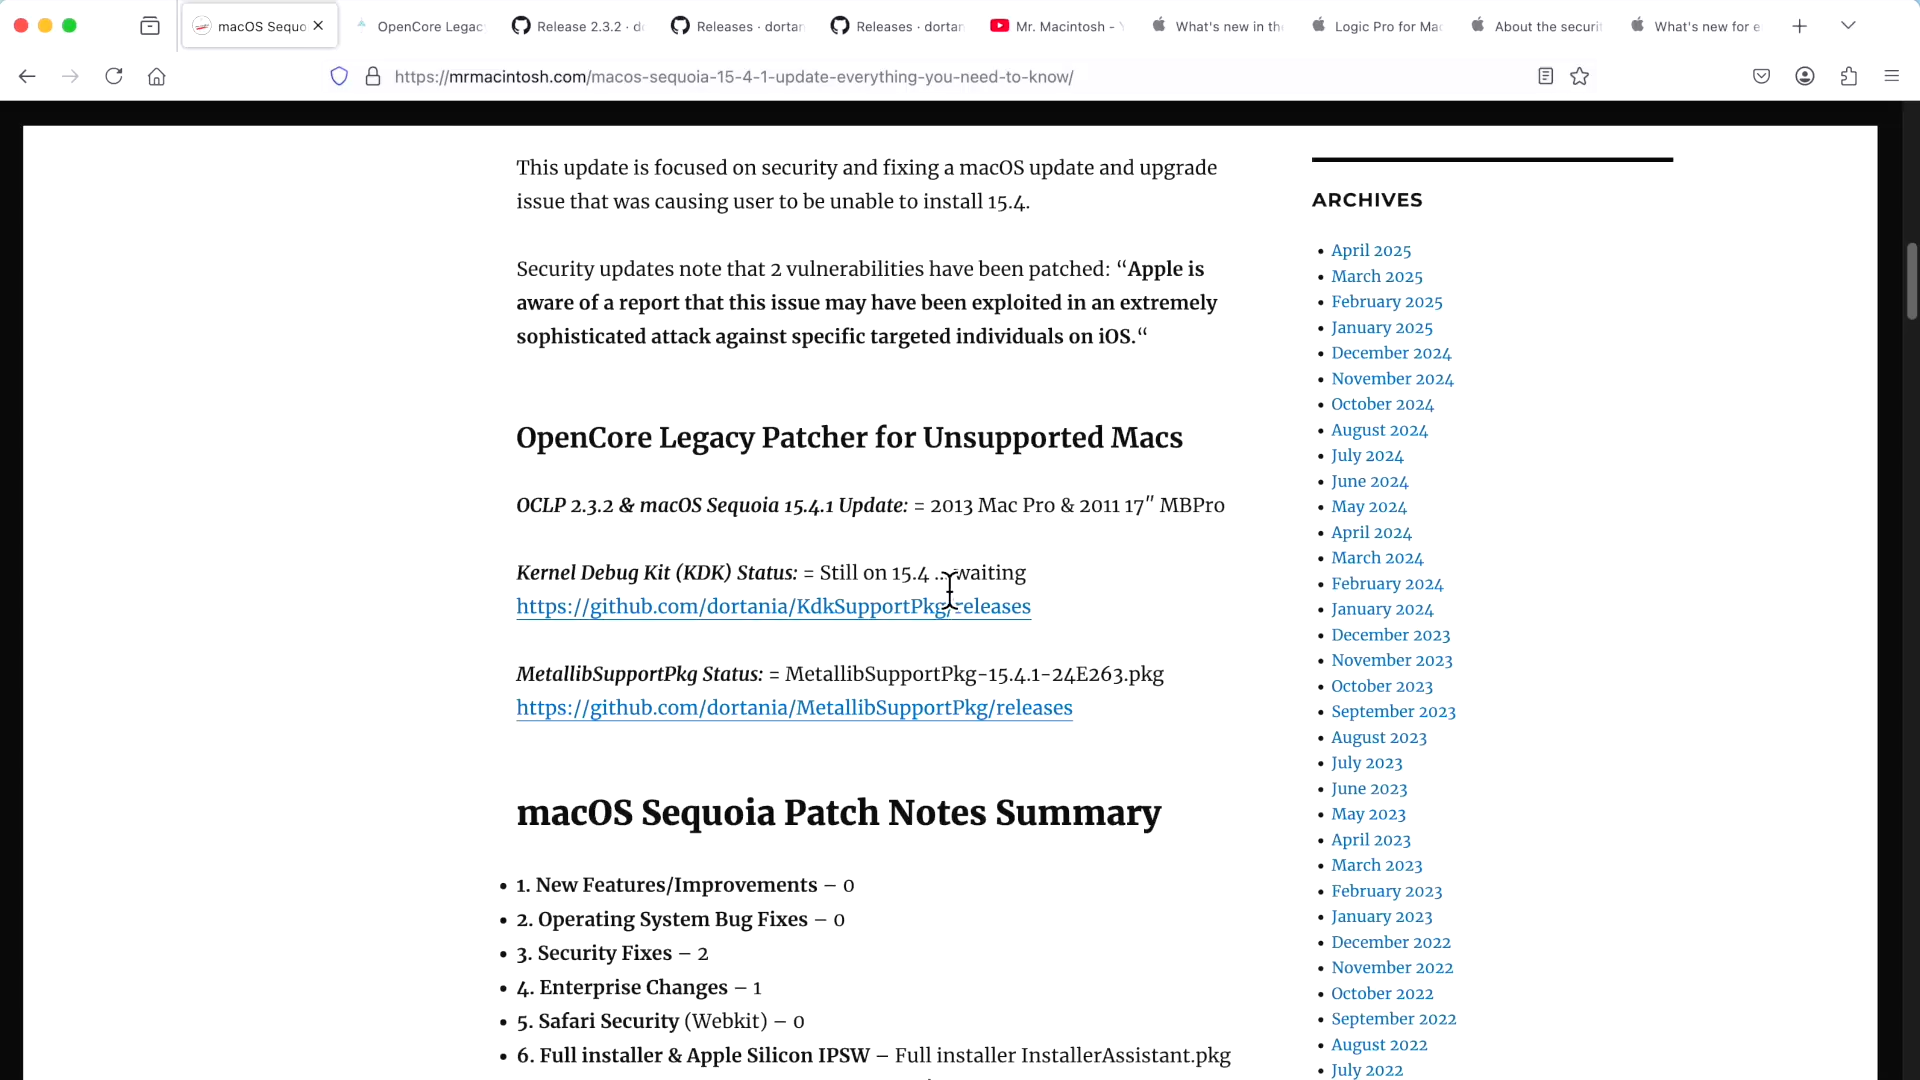 macOS Sequo
OpenCore Legac
Release 2.3.2 · d
Releases · dortan
Releases · dortan
Mr. Macintosh -
What's new in th
Logic Pro for Mac
About the securit
What's new for e
https://mrmacintosh.com/macos-sequoia-15-4-1-update-everything-you-need-to-know/
This update is focused on security and fixing a macOS update and upgrade
issue that was causing user to be unable to install 15.4.
Security updates note that 2 vulnerabilities have been patched: “Apple is
aware of a report that this issue may have been exploited in an extremely
sophisticated attack against specific targeted individuals on iOS.“
OpenCore Legacy Patcher for Unsupported Macs
OCLP 2.3.2 & macOS Sequoia 15.4.1 Update: = 2013 Mac Pro & 2011 17″ MBPro
Kernel Debug Kit (KDK) Status: = Still on 15.4 … waiting
https://github.com/dortania/KdkSupportPkg/releases
MetallibSupportPkg Status: = MetallibSupportPkg-15.4.1-24E263.pkg
https://github.com/dortania/MetallibSupportPkg/releases
macOS Sequoia Patch Notes Summary
• 1. New Features/Improvements – 0
• 2. Operating System Bug Fixes – 0
• 3. Security Fixes – 2
• 4. Enterprise Changes – 1
• 5. Safari Security (Webkit) – 0
• 6. Full installer & Apple Silicon IPSW – Full installer InstallerAssistant.pkg
ARCHIVES
• April 2025
• March 2025
• February 2025
• January 2025
• December 2024
• November 2024
• October 2024
• August 2024
• July 2024
• June 2024
• May 2024
• April 2024
• March 2024
• February 2024
• January 2024
• December 2023
• November 2023
• October 2023
• September 2023
• August 2023
• July 2023
• June 2023
• May 2023
• April 2023
• March 2023
• February 2023
• January 2023
• December 2022
• November 2022
• October 2022
• September 2022
• August 2022
• July 2022